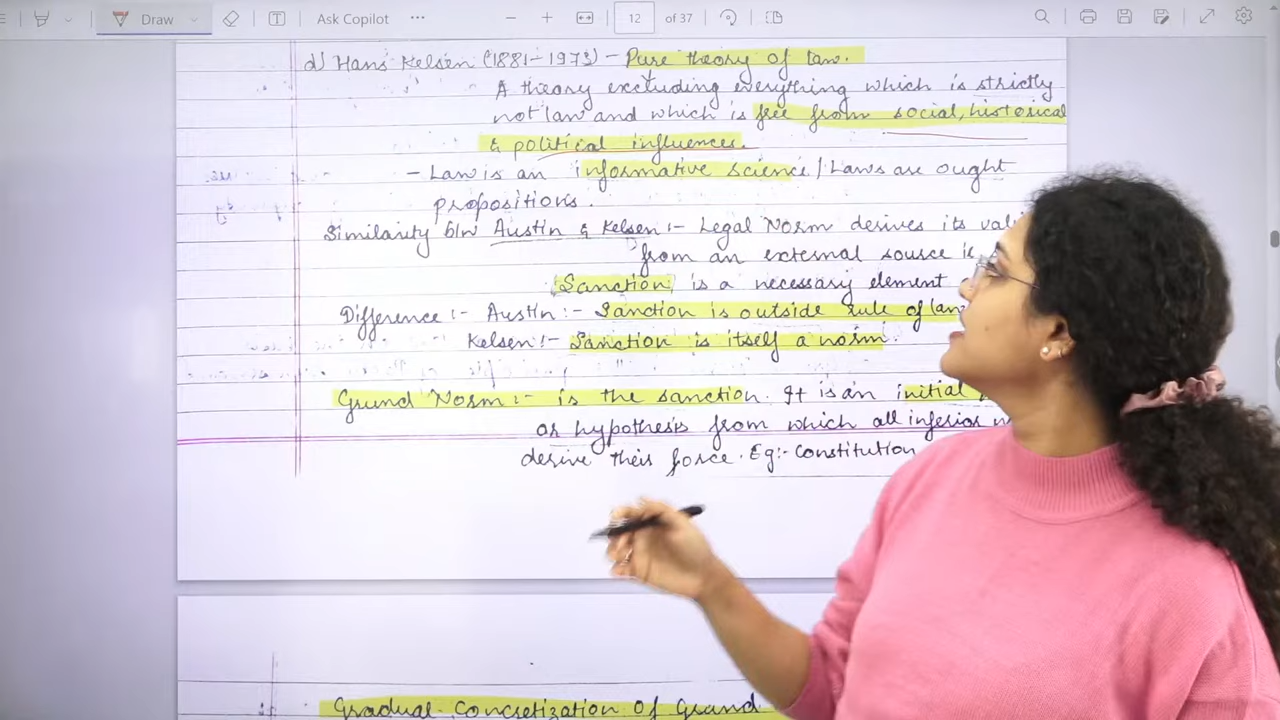 Draw
Ask Copilot
12 of 37
d) Hans Kelsen (1881-1973) - Pure theory of law.
A theory excluding everything which is strictly
not law and which is free from social, historical
& political influences.
- Law is an informative science / Laws are ought
propositions.
Similarity b/w Austin & Kelsen :- Legal Norm derives its
from an external source is
Sanction is a necessary element
Difference :- Austin :- Sanction is outside rule of law
Kelsen :- Sanction is itself a norm.
Grund Norm :- is the sanction. It is an initial
or hypothesis from which all inferior
derive their force. Eg:- Constitution
Gradual Concretization of Grund